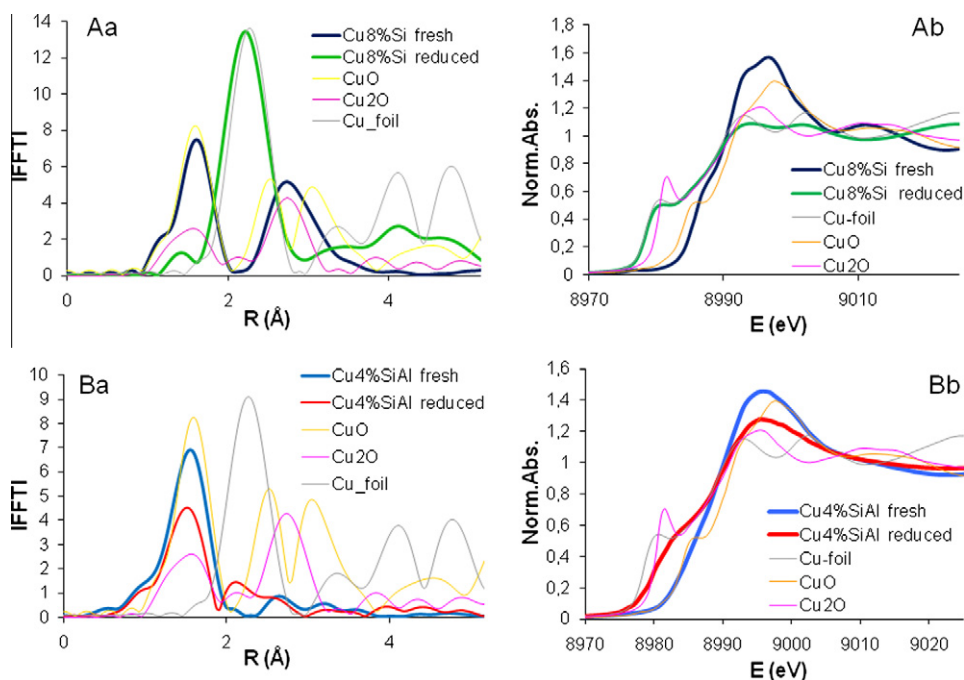 Aa
IFFTI
14
12
10
8
6
4
2
0
Cu8%Si fresh
Cu8%Si reduced
CuO
Cu2O
Cu_foil
0 2 4
R (Å)
Ab
Norm.Abs.
1,8
1,6
1,4
1,2
1
0,8
0,6
0,4
0,2
0
Cu8%Si fresh
Cu8%Si reduced
Cu-foil
CuO
Cu2O
8970 8990 9010
E (eV)
Ba
IFFTI
10
9
8
7
6
5
4
3
2
1
0
Cu4%SiAl fresh
Cu4%SiAl reduced
CuO
Cu2O
Cu_foil
0 2 4
R (Å)
Bb
Norm.Abs.
1,6
1,4
1,2
1
0,8
0,6
0,4
0,2
0
Cu4%SiAl fresh
Cu4%SiAl reduced
Cu-foil
CuO
Cu2O
8970 8980 8990 9000 9010 9020
E (eV)